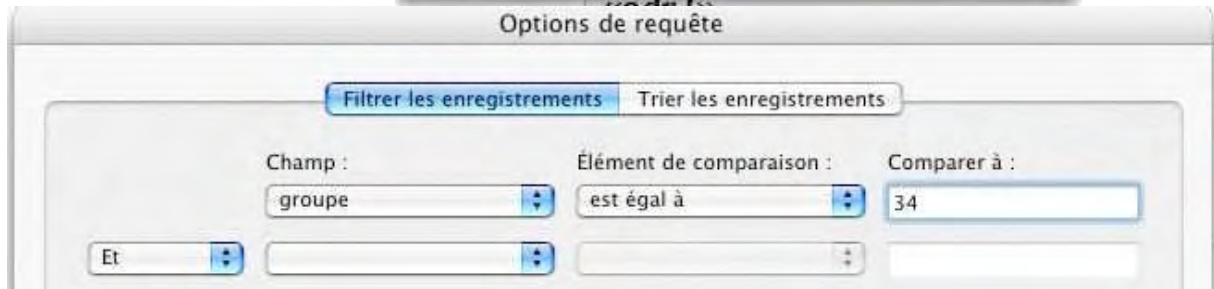 Options de requête
Filtrer les enregistrements Trier les enregistrements
Champ : Élément de comparaison : Comparer à :
groupe est égal à 34
Et